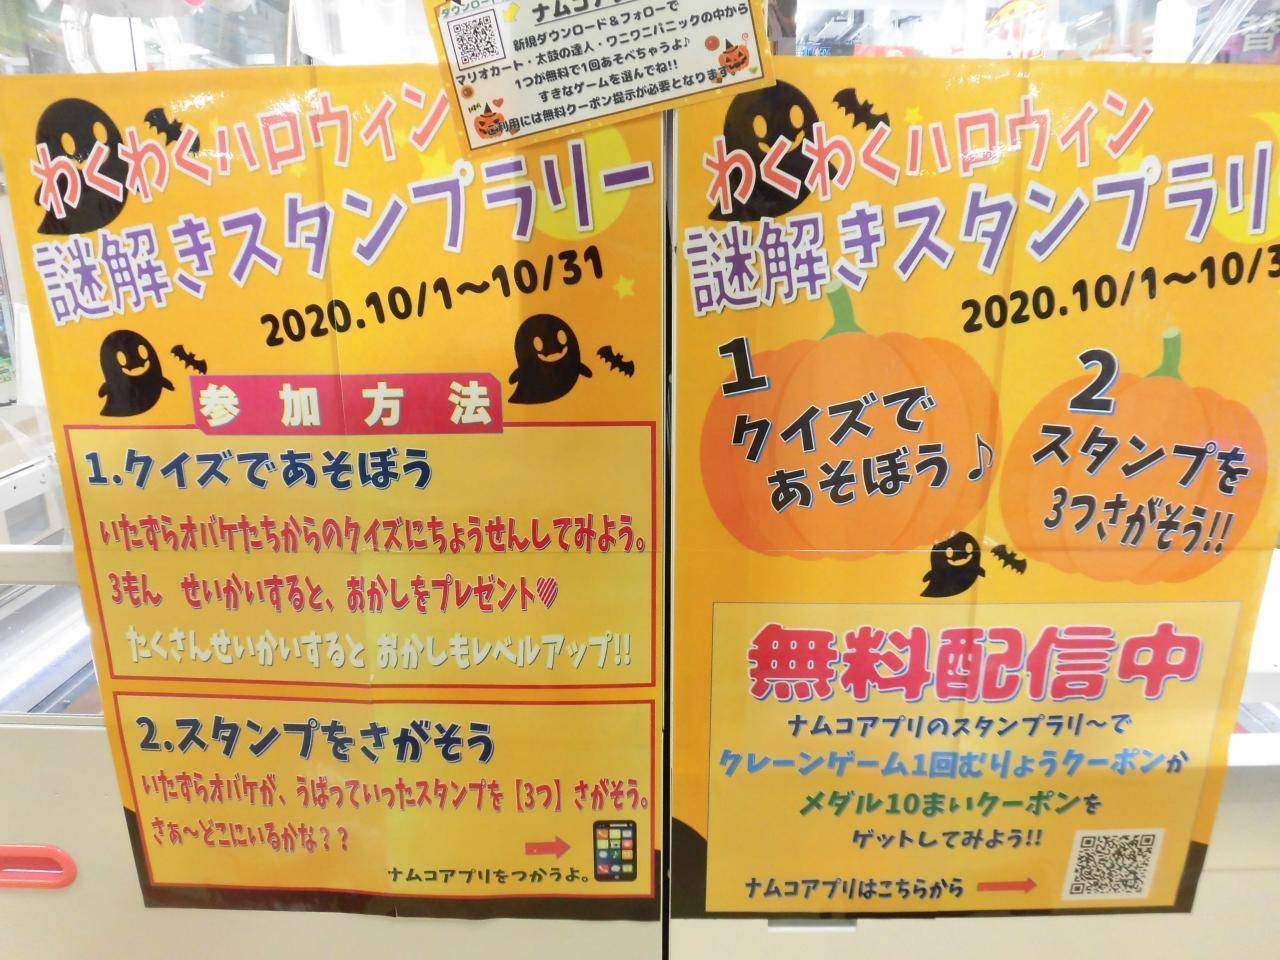 ダウンロード
ナムコアプ
新規ダウンロード＆フォローで
マリオカート・太鼓の達人・ワニワニパニックの中から
1つが無料で1回あそべちゃうよ♪
すきなゲームを選んでね!!
ご利用には無料クーポン提示が必要となります。
わくわくハロウィン
謎解きスタンプラリー
2020.10/1～10/31
参加方法
1.クイズであそぼう
いたずらオバケたちからのクイズにちょうせんしてみよう。
3もん せいかいすると、おかしをプレゼント♥
たくさんせいかいすると おかしもレベルアップ!!
2.スタンプをさがそう
いたずらオバケが、うばっていったスタンプを【3つ】さがそう。
さぁ～どこにいるかな？？
ナムコアプリをつかうよ。
わくわくハロウィン
謎解きスタンプラリ
2020.10/1～10/3
1
クイズで
あそぼう♪
2
スタンプを
3つさがそう!!
無料配信中
ナムコアプリのスタンプラリ～で
クレーンゲーム1回むりょうクーポンか
メダル10まいクーポンを
ゲットしてみよう!!
ナムコアプリはこちらから